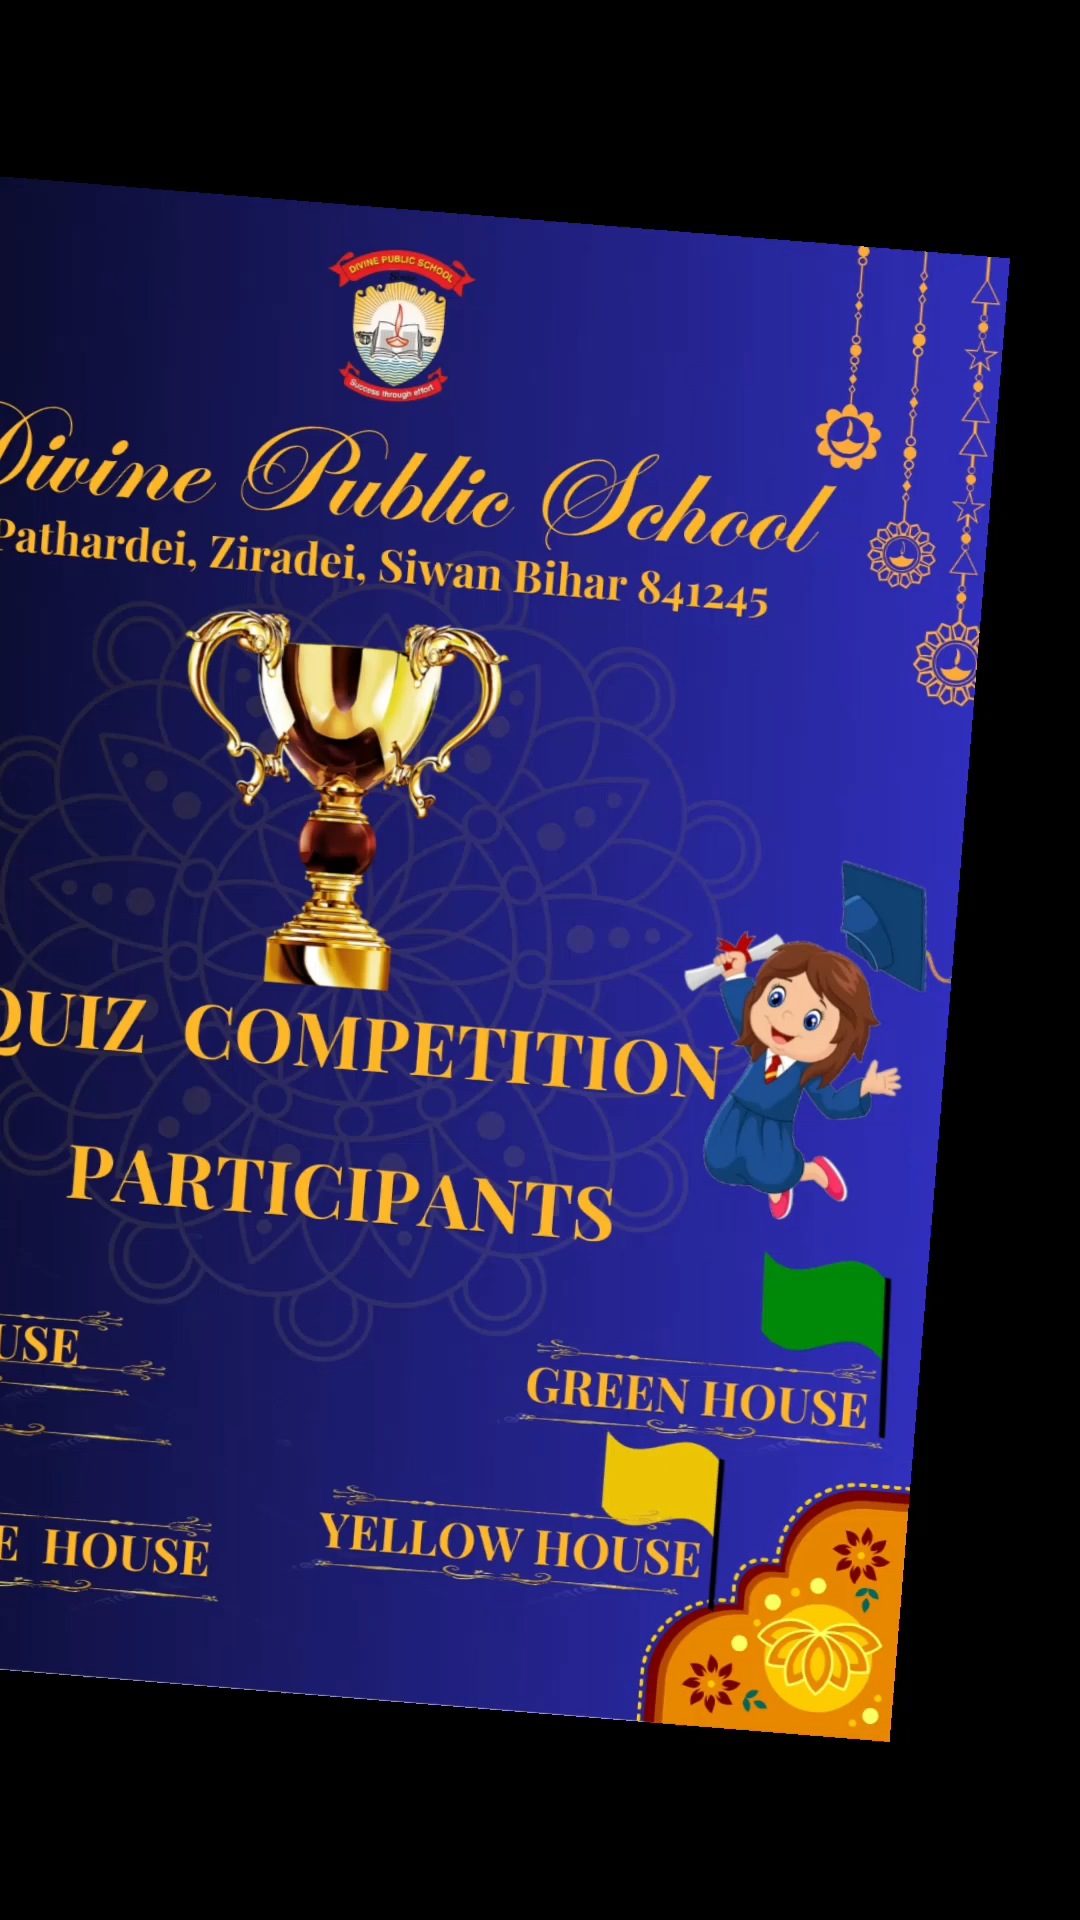 DIVINE PUBLIC SCHOOL
Success through effort
Divine Public School
Pathardei, Ziradei, Siwan Bihar 841245
QUIZ COMPETITION
PARTICIPANTS
USE
GREEN HOUSE
E HOUSE
YELLOW HOUSE